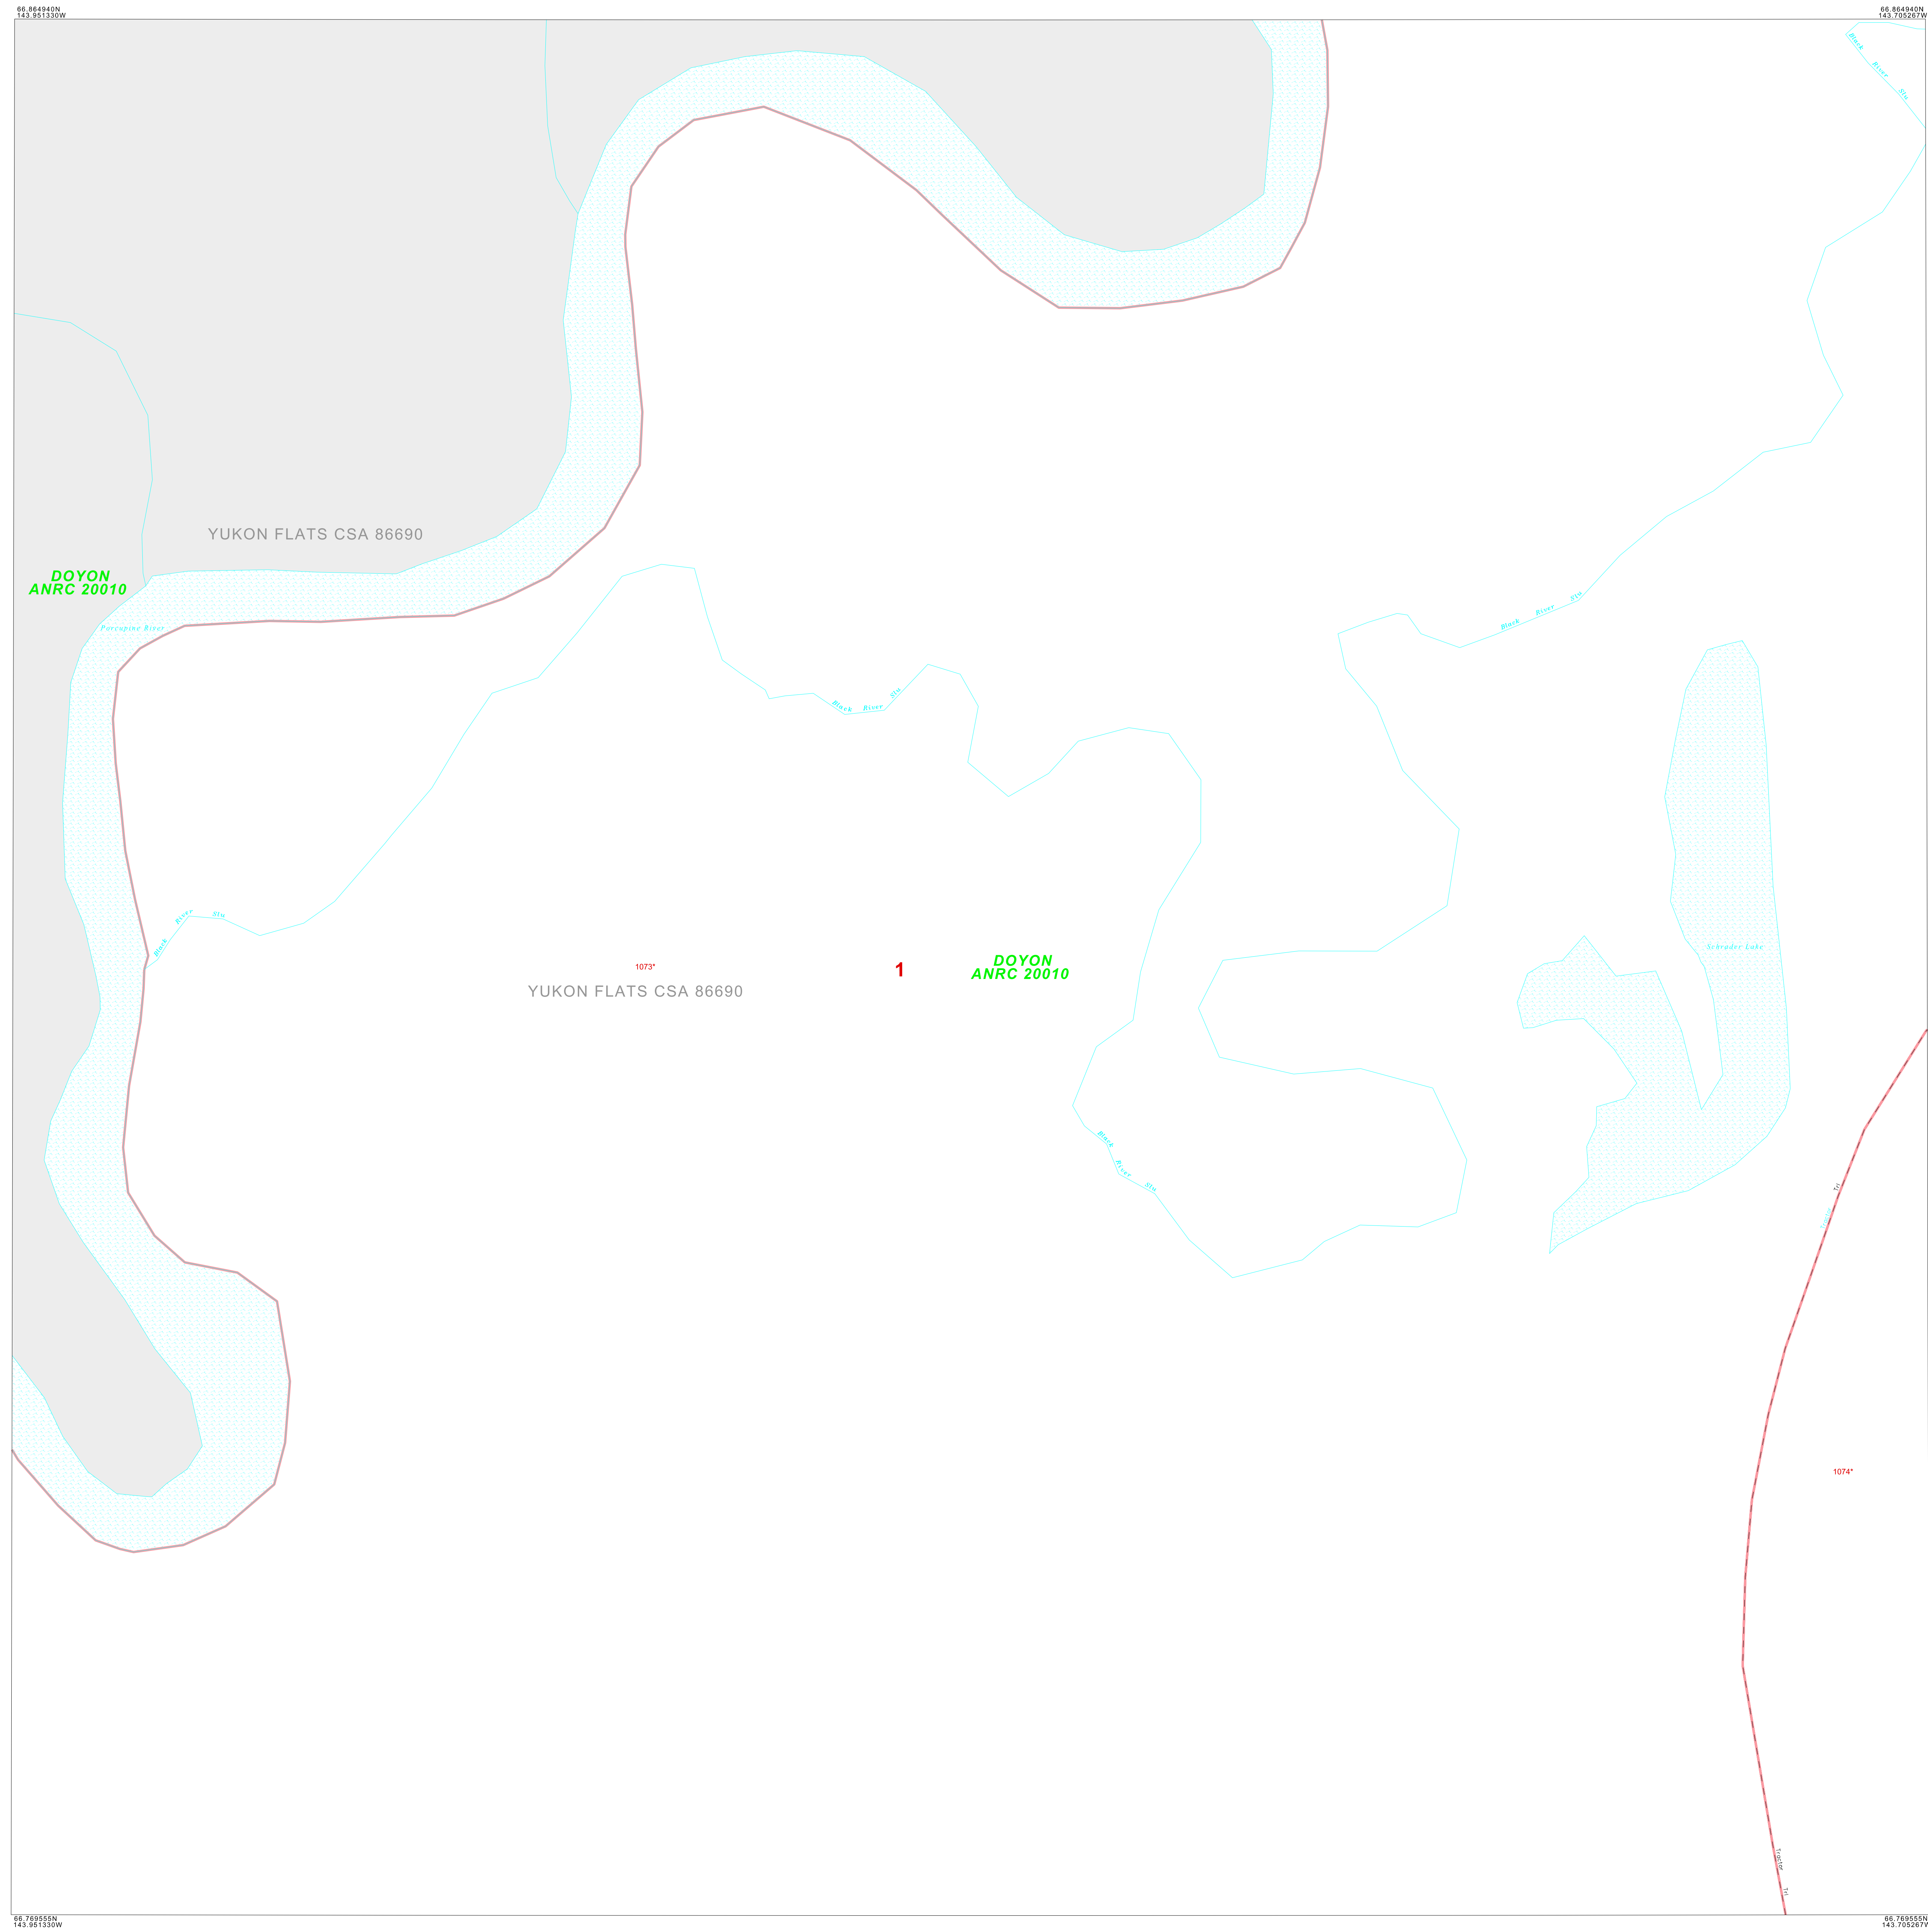 66.864940N
143.951330W
66.864940N
143.705267W
Black River Slu
YUKON FLATS CSA 86690
DOYON
ANRC 20010
Porcupine River
Black River Slu
Black River Slu
Black River Slu
Schrader Lake
1073*
1
DOYON
ANRC 20010
YUKON FLATS CSA 86690
Black River Slu
Tractor Trl
1074*
Tractor Trl
66.769555N
143.951330W
66.769555N
143.705267W